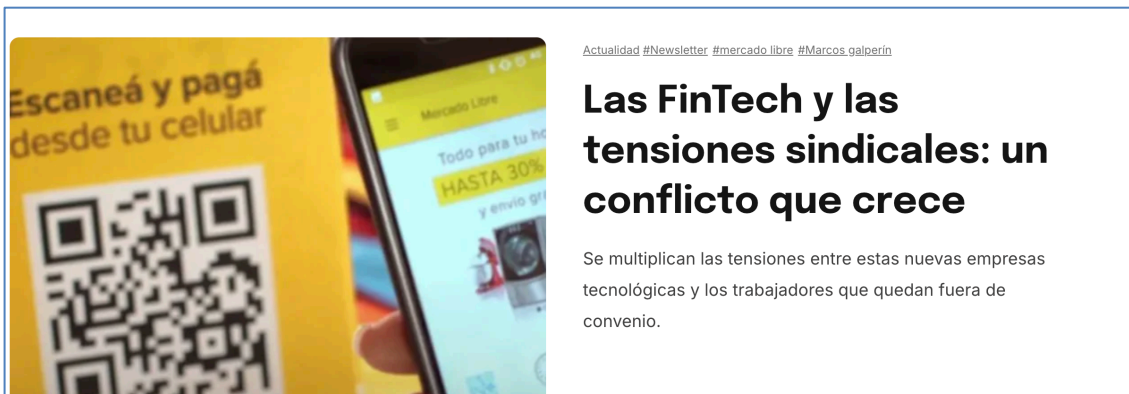 Escaneá y pagá
desde tu celular
Mercado Libre
Todo para tu
HASTA 30%
y envío
Actualidad #Newsletter #mercado libre #Marcos galperín
Las FinTech y las
tensiones sindicales: un
conflicto que crece
Se multiplican las tensiones entre estas nuevas empresas
tecnológicas y los trabajadores que quedan fuera de
convenio.